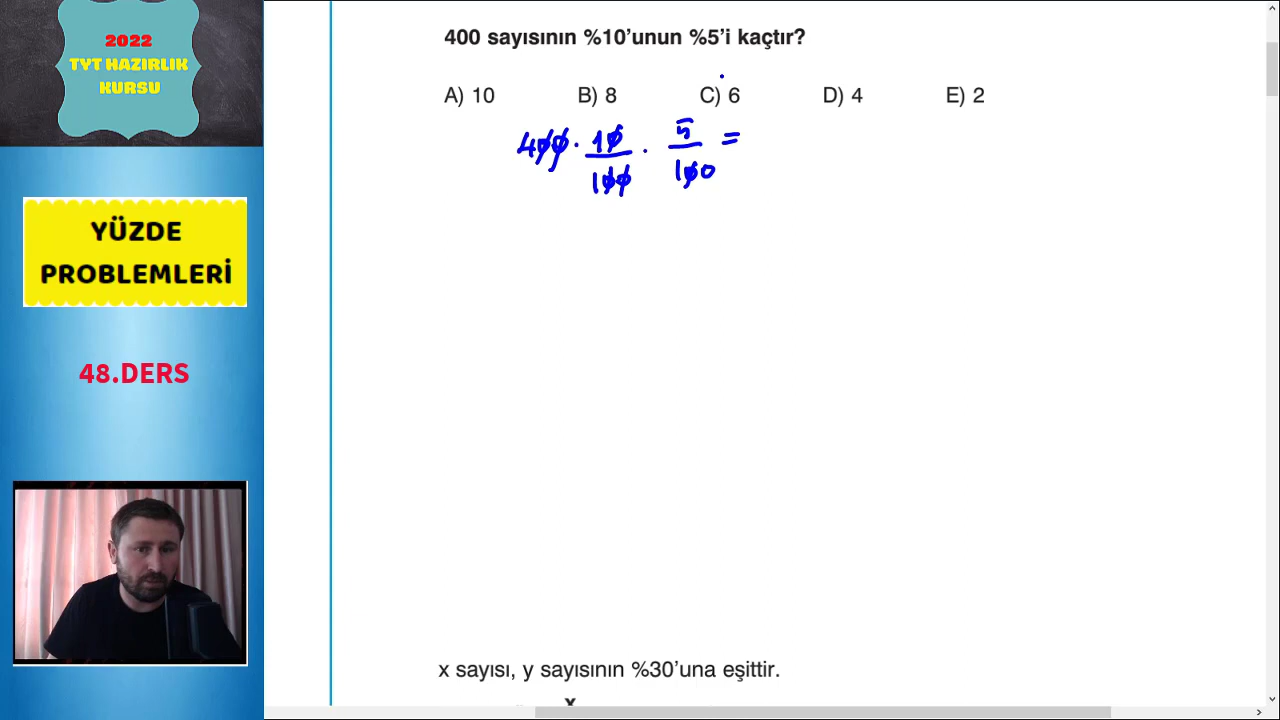 2022
TYT HAZIRLIK
KURSU
YÜZDE
PROBLEMLERİ
48.DERS
400 sayısının %10’unun %5’i kaçtır?
A) 10 B) 8 C) 6 D) 4 E) 2
400 · 10/100 · 5/100 =
x sayısı, y sayısının %30’una eşittir.
x